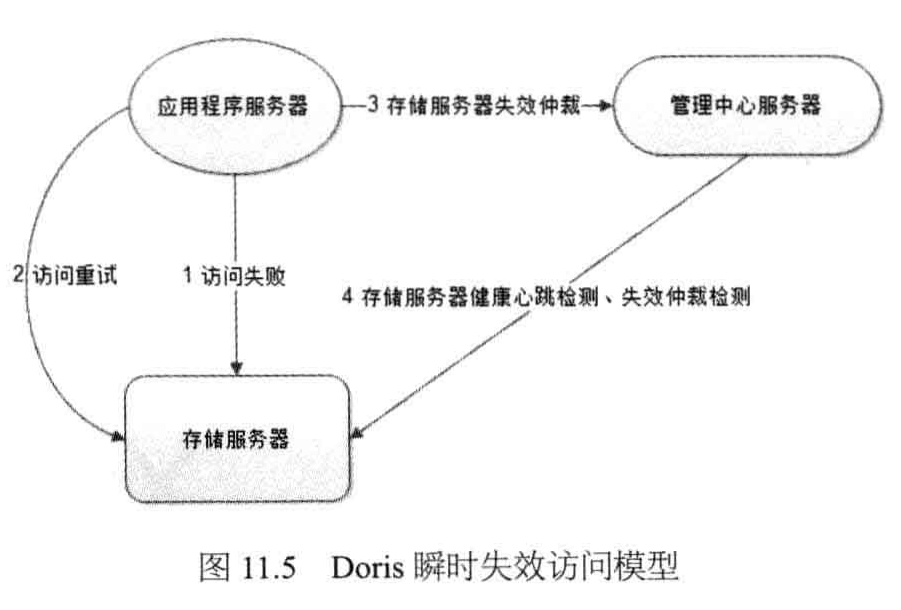 应用程序服务器
3 存储服务器失效仲裁
管理中心服务器
2 访问重试
1 访问失败
4 存储服务器健康心跳检测、失效仲裁检测
存储服务器
图 11.5 Doris 瞬时失效访问模型